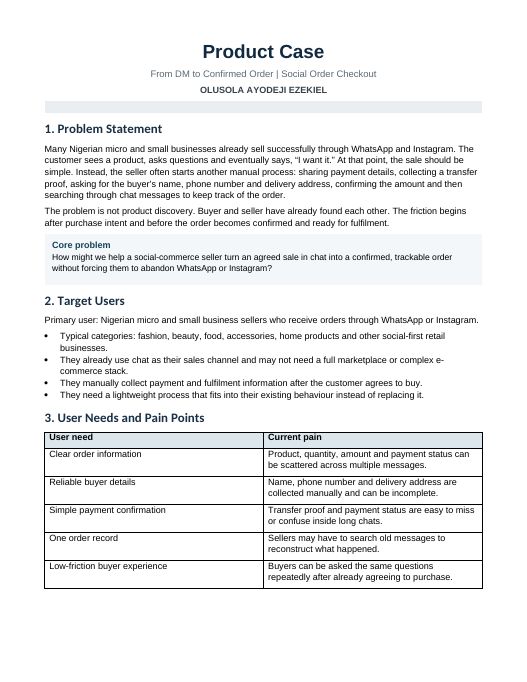 Product Case
From DM to Confirmed Order | Social Order Checkout
OLUSOLA AYODEJI EZEKIEL
1. Problem Statement
Many Nigerian micro and small businesses already sell successfully through WhatsApp and Instagram. The
customer sees a product, asks questions and eventually says, “I want it.” At that point, the sale should be
simple. Instead, the seller often starts another manual process: sharing payment details, collecting a transfer
proof, asking for the buyer’s name, phone number and delivery address, confirming the amount and then
searching through chat messages to keep track of the order.
The problem is not product discovery. Buyer and seller have already found each other. The friction begins
after purchase intent and before the order becomes confirmed and ready for fulfilment.
Core problem
How might we help a social-commerce seller turn an agreed sale in chat into a confirmed, trackable order
without forcing them to abandon WhatsApp or Instagram?
2. Target Users
Primary user: Nigerian micro and small business sellers who receive orders through WhatsApp or Instagram.
• Typical categories: fashion, beauty, food, accessories, home products and other social-first retail
businesses.
• They already use chat as their sales channel and may not need a full marketplace or complex e-
commerce stack.
• They manually collect payment and fulfilment information after the customer agrees to buy.
• They need a lightweight process that fits into their existing behaviour instead of replacing it.
3. User Needs and Pain Points
User need
Current pain
Clear order information
Product, quantity, amount and payment status can
be scattered across multiple messages.
Reliable buyer details
Name, phone number and delivery address are
collected manually and can be incomplete.
Simple payment confirmation
Transfer proof and payment status are easy to miss
or confuse inside long chats.
One order record
Sellers may have to search old messages to
reconstruct what happened.
Low-friction buyer experience
Buyers can be asked the same questions
repeatedly after already agreeing to purchase.